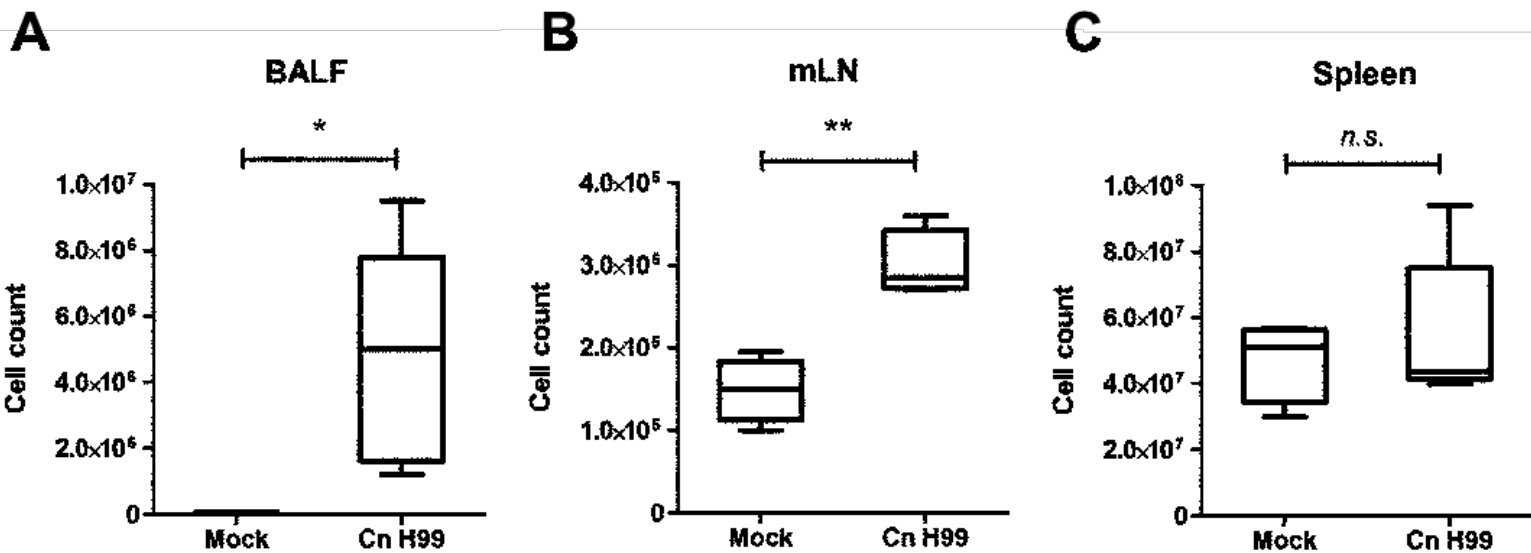 A
BALF
*
1.0×10⁷
8.0×10⁶
6.0×10⁶
4.0×10⁶
2.0×10⁶
0
Cell count
Mock
Cn H99
B
mLN
**
4.0×10⁵
3.0×10⁵
2.0×10⁵
1.0×10⁵
0
Cell count
Mock
Cn H99
C
Spleen
n.s.
1.0×10⁸
8.0×10⁷
6.0×10⁷
4.0×10⁷
2.0×10⁷
0
Cell count
Mock
Cn H99